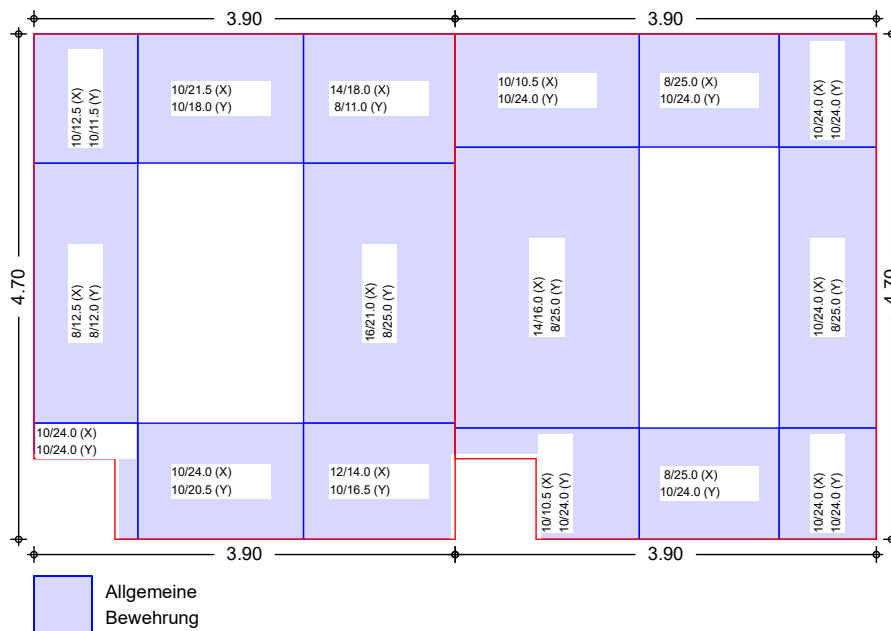 3.90
3.90
10/12.5 (X)
10/11.5 (Y)
10/21.5 (X)
10/18.0 (Y)
14/18.0 (X)
8/11.0 (Y)
10/10.5 (X)
10/24.0 (Y)
8/25.0 (X)
10/24.0 (Y)
10/24.0 (X)
10/24.0 (Y)
4.70
8/12.5 (X)
8/12.0 (Y)
16/21.0 (X)
8/25.0 (Y)
14/16.0 (X)
8/25.0 (Y)
10/24.0 (X)
8/25.0 (Y)
4.70
10/24.0 (X)
10/24.0 (Y)
10/24.0 (X)
10/20.5 (Y)
12/14.0 (X)
10/16.5 (Y)
10/10.5 (X)
10/24.0 (Y)
8/25.0 (X)
10/24.0 (Y)
10/24.0 (X)
10/24.0 (Y)
3.90
3.90
Allgemeine
Bewehrung